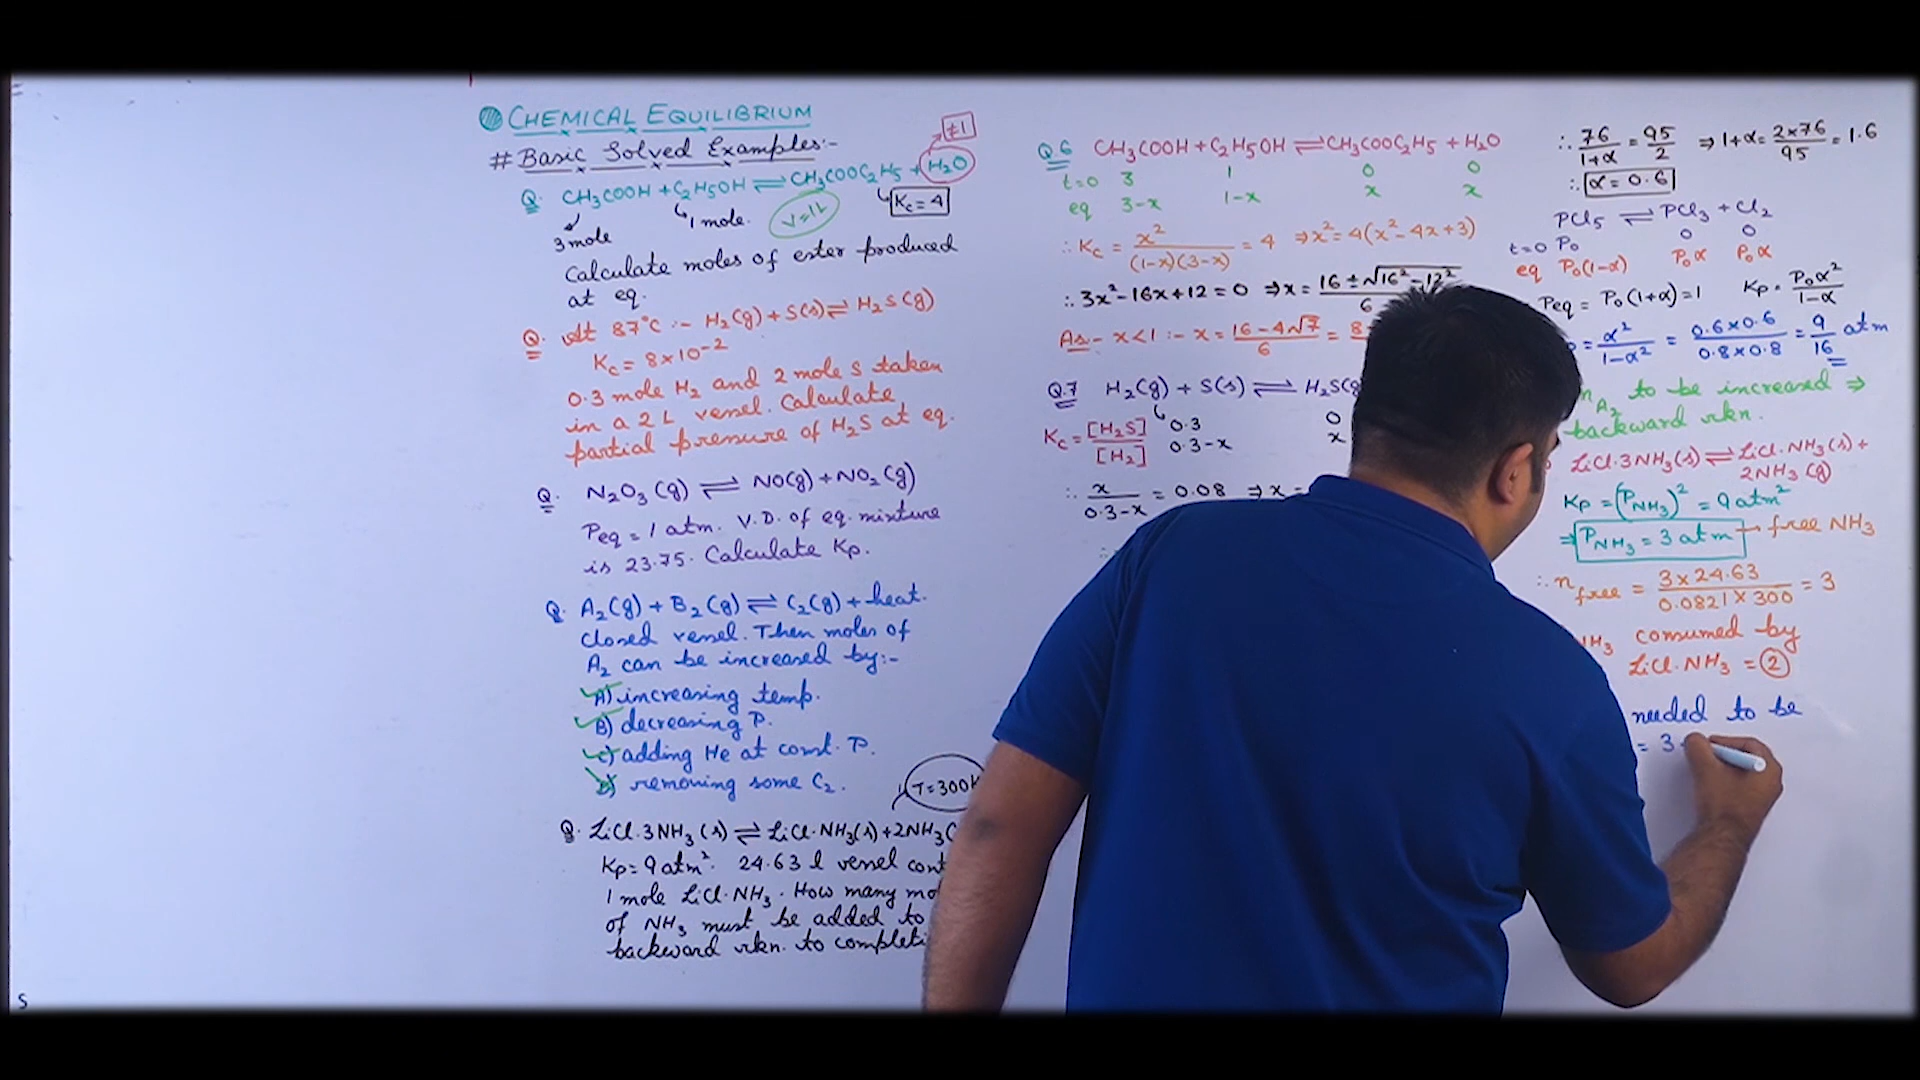 CHEMICAL EQUILIBRIUM
# Basic Solved Examples:-
≠1
Q. CH3COOH + C2H5OH ⇌ CH3COOC2H5 + H2O
3 mole
1 mole.
V=1L
Kc = 4
Calculate moles of ester produced
at eq.
Q. At 87°C :- H2(g) + S(s) ⇌ H2S(g)
Kc = 8×10⁻²
0.3 mole H2 and 2 mole S taken
in a 2 L vessel. Calculate
partial pressure of H2S at eq.
Q. N2O3(g) ⇌ NO(g) + NO2(g)
Peq = 1 atm. V.D. of eq. mixture
is 23.75. Calculate Kp.
Q. A2(g) + B2(g) ⇌ C2(g) + heat.
closed vessel. Then moles of
A2 can be increased by:-
A) increasing temp.
B) decreasing P.
C) adding He at const. P.
D) removing some C2.
T = 300K
Q. LiCl.3NH3(s) ⇌ LiCl.NH3(s) + 2NH3(
Kp = 9 atm². 24.63 l vessel cont
1 mole LiCl.NH3. How many mo
of NH3 must be added to
backward rkn. to completi
Q.6 CH3COOH + C2H5OH ⇌ CH3COOC2H5 + H2O
t=0 3 1 0 0
eq 3-x 1-x x x
∴ Kc = x²/(1-x)(3-x) = 4 ⇒ x² = 4(x²-4x+3)
∴ 3x²-16x+12 = 0 ⇒ x = 16 ± √16²-12²/6
As - x<1 :- x = 16-4√7/6 = 8
Q.7 H2(g) + S(s) ⇌ H2S(g
0.3 0
Kc = [H2S]/[H2] 0.3-x x
∴ x/0.3-x = 0.08 ⇒ x =
∴ 76/1+α = 95/2 ⇒ 1+α = 2×76/95 = 1.6
∴ α = 0.6
PCl5 ⇌ PCl3 + Cl2
t=0 P0 0 0
eq P0(1-α) P0α P0α
Peq = P0(1+α) = 1 Kp = P0α²/1-α
= α²/1-α² = 0.6×0.6/0.8×0.8 = 9/16 atm
nA2 to be increased ⇒
backward rkn.
LiCl.3NH3(s) ⇌ LiCl.NH3(s) +
2NH3(g)
Kp = (PNH3)² = 9 atm²
⇒ PNH3 = 3 atm → free NH3
∴ nfree = 3×24.63/0.0821×300 = 3
NH3 consumed by
LiCl.NH3 = 2
needed to be
= 3
S